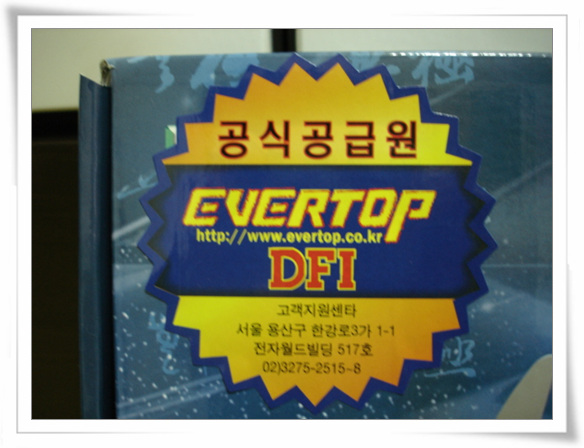 공식공급원
EVERTOP
http://www.evertop.co.kr
DFI
고객지원센타
서울 용산구 한강로3가 1-1
전자월드빌딩 517호
02)3275-2515~8